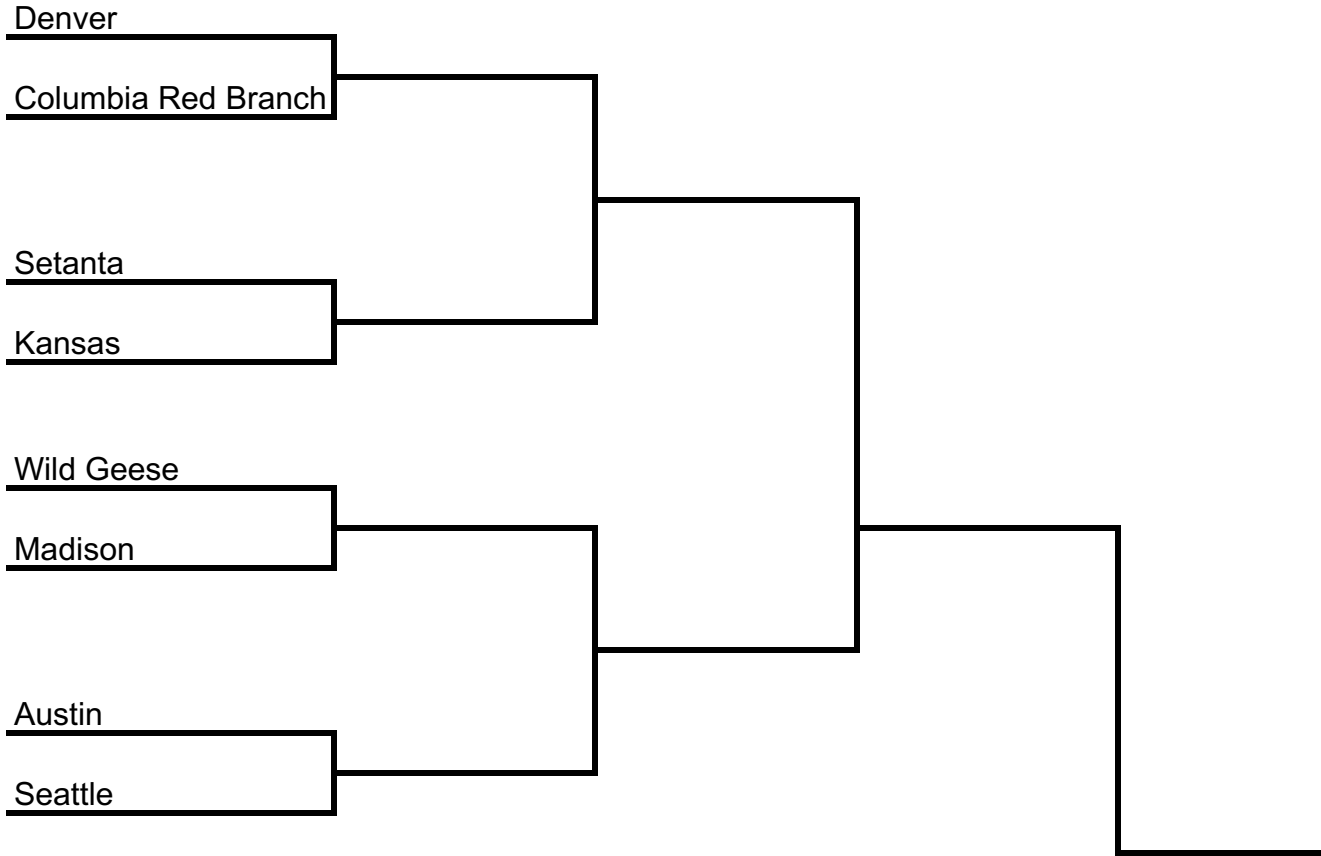 Denver
Columbia Red Branch
Setanta
Kansas
Wild Geese
Madison
Austin
Seattle